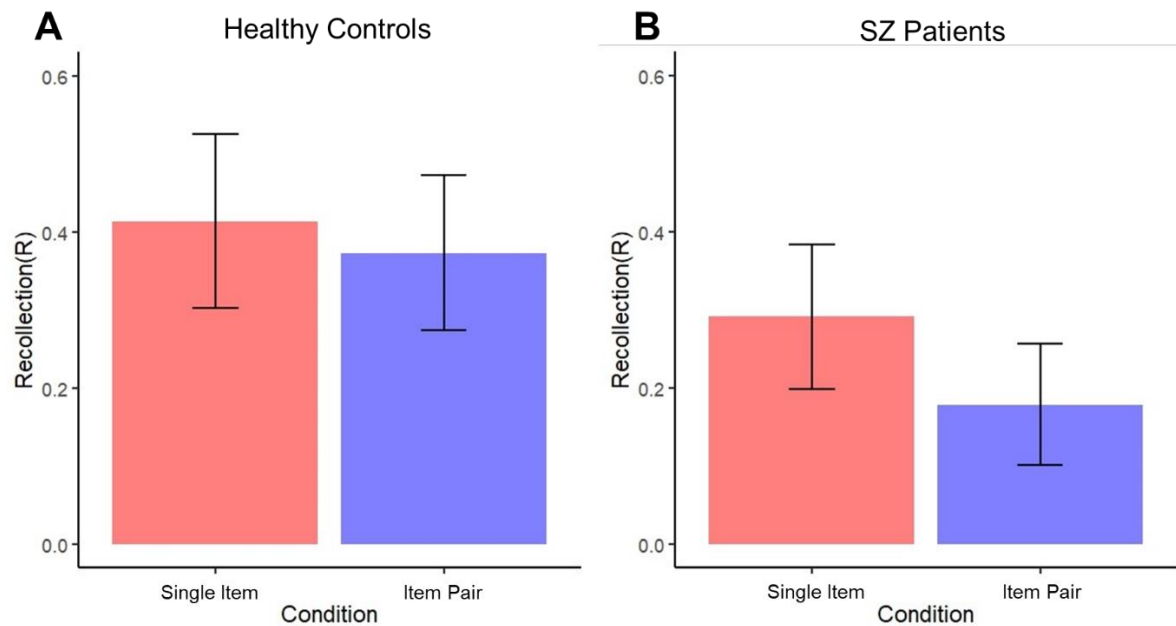 A
Healthy Controls
Recollection(R)
0.6
0.4
0.2
0.0
Single Item
Item Pair
Condition
B
SZ Patients
Recollection(R)
0.6
0.4
0.2
0.0
Single Item
Item Pair
Condition